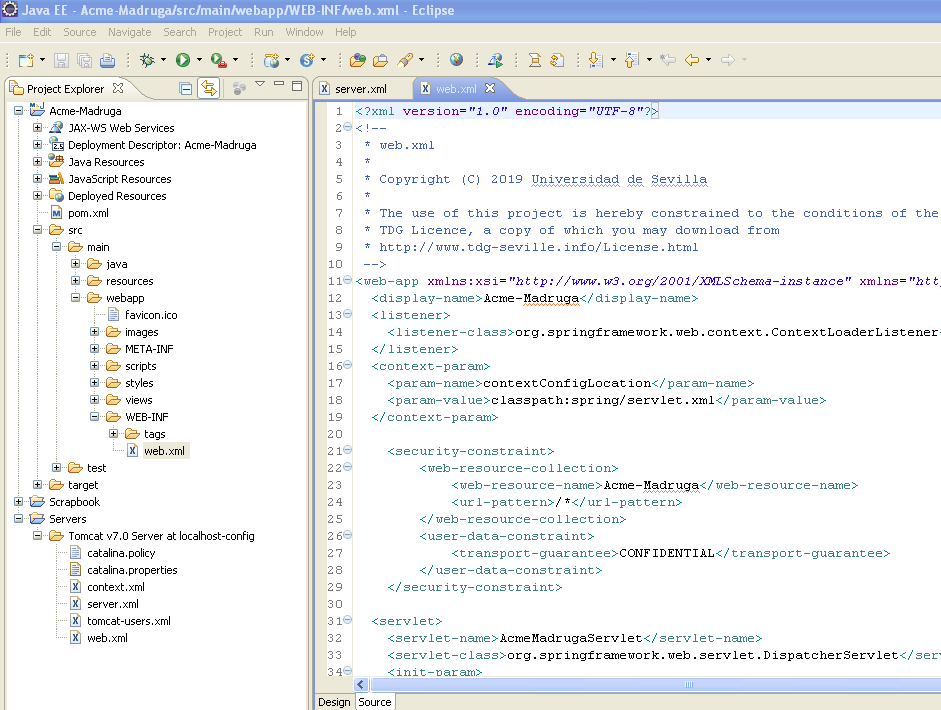 Java EE - Acme-Madruga/src/main/webapp/WEB-INF/web.xml - Eclipse
File Edit Source Navigate Search Project Run Window Help
Project Explorer
Acme-Madruga
JAX-WS Web Services
Deployment Descriptor: Acme-Madruga
Java Resources
JavaScript Resources
Deployed Resources
pom.xml
src
main
java
resources
webapp
favicon.ico
images
META-INF
scripts
styles
views
WEB-INF
tags
web.xml
test
target
Scrapbook
Servers
Tomcat v7.0 Server at localhost-config
catalina.policy
catalina.properties
context.xml
server.xml
tomcat-users.xml
web.xml
server.xml web.xml
1 <?xml version="1.0" encoding="UTF-8"?>
2 <!--
3 * web.xml
4 *
5 * Copyright (C) 2019 Universidad de Sevilla
6 *
7 * The use of this project is hereby constrained to the conditions of the
8 * TDG Licence, a copy of which you may download from
9 * http://www.tdg-seville.info/License.html
10 -->
11 <web-app xmlns:xsi="http://www.w3.org/2001/XMLSchema-instance" xmlns="htt
12 <display-name>Acme-Madruga</display-name>
13 <listener>
14 <listener-class>org.springframework.web.context.ContextLoaderListener
15 </listener>
16 <context-param>
17 <param-name>contextConfigLocation</param-name>
18 <param-value>classpath:spring/servlet.xml</param-value>
19 </context-param>
20
21 <security-constraint>
22 <web-resource-collection>
23 <web-resource-name>Acme-Madruga</web-resource-name>
24 <url-pattern>/*</url-pattern>
25 </web-resource-collection>
26 <user-data-constraint>
27 <transport-guarantee>CONFIDENTIAL</transport-guarantee>
28 </user-data-constraint>
29 </security-constraint>
30
31 <servlet>
32 <servlet-name>AcmeMadrugaServlet</servlet-name>
33 <servlet-class>org.springframework.web.servlet.DispatcherServlet</serv
34 <init-param>
Design Source